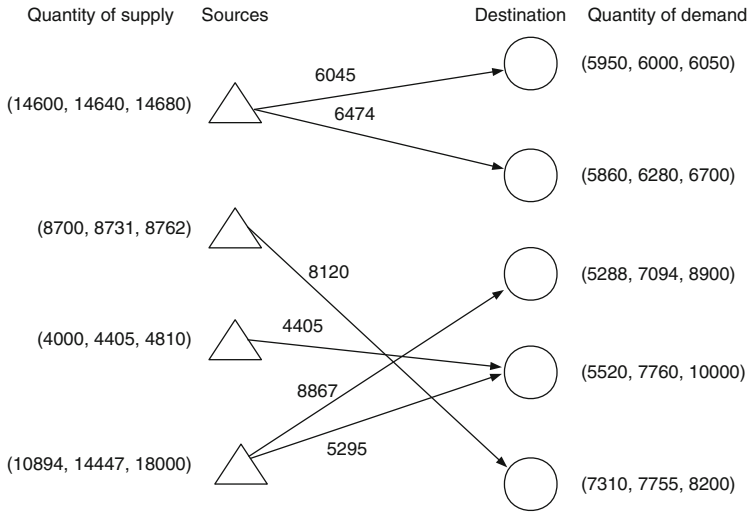 Quantity of supply Sources Destination Quantity of demand
(5950, 6000, 6050)
6045
(14600, 14640, 14680)
6474
(5860, 6280, 6700)
(8700, 8731, 8762)
8120
(5288, 7094, 8900)
4405
(4000, 4405, 4810)
(5520, 7760, 10000)
8867
5295
(10894, 14447, 18000)
(7310, 7755, 8200)